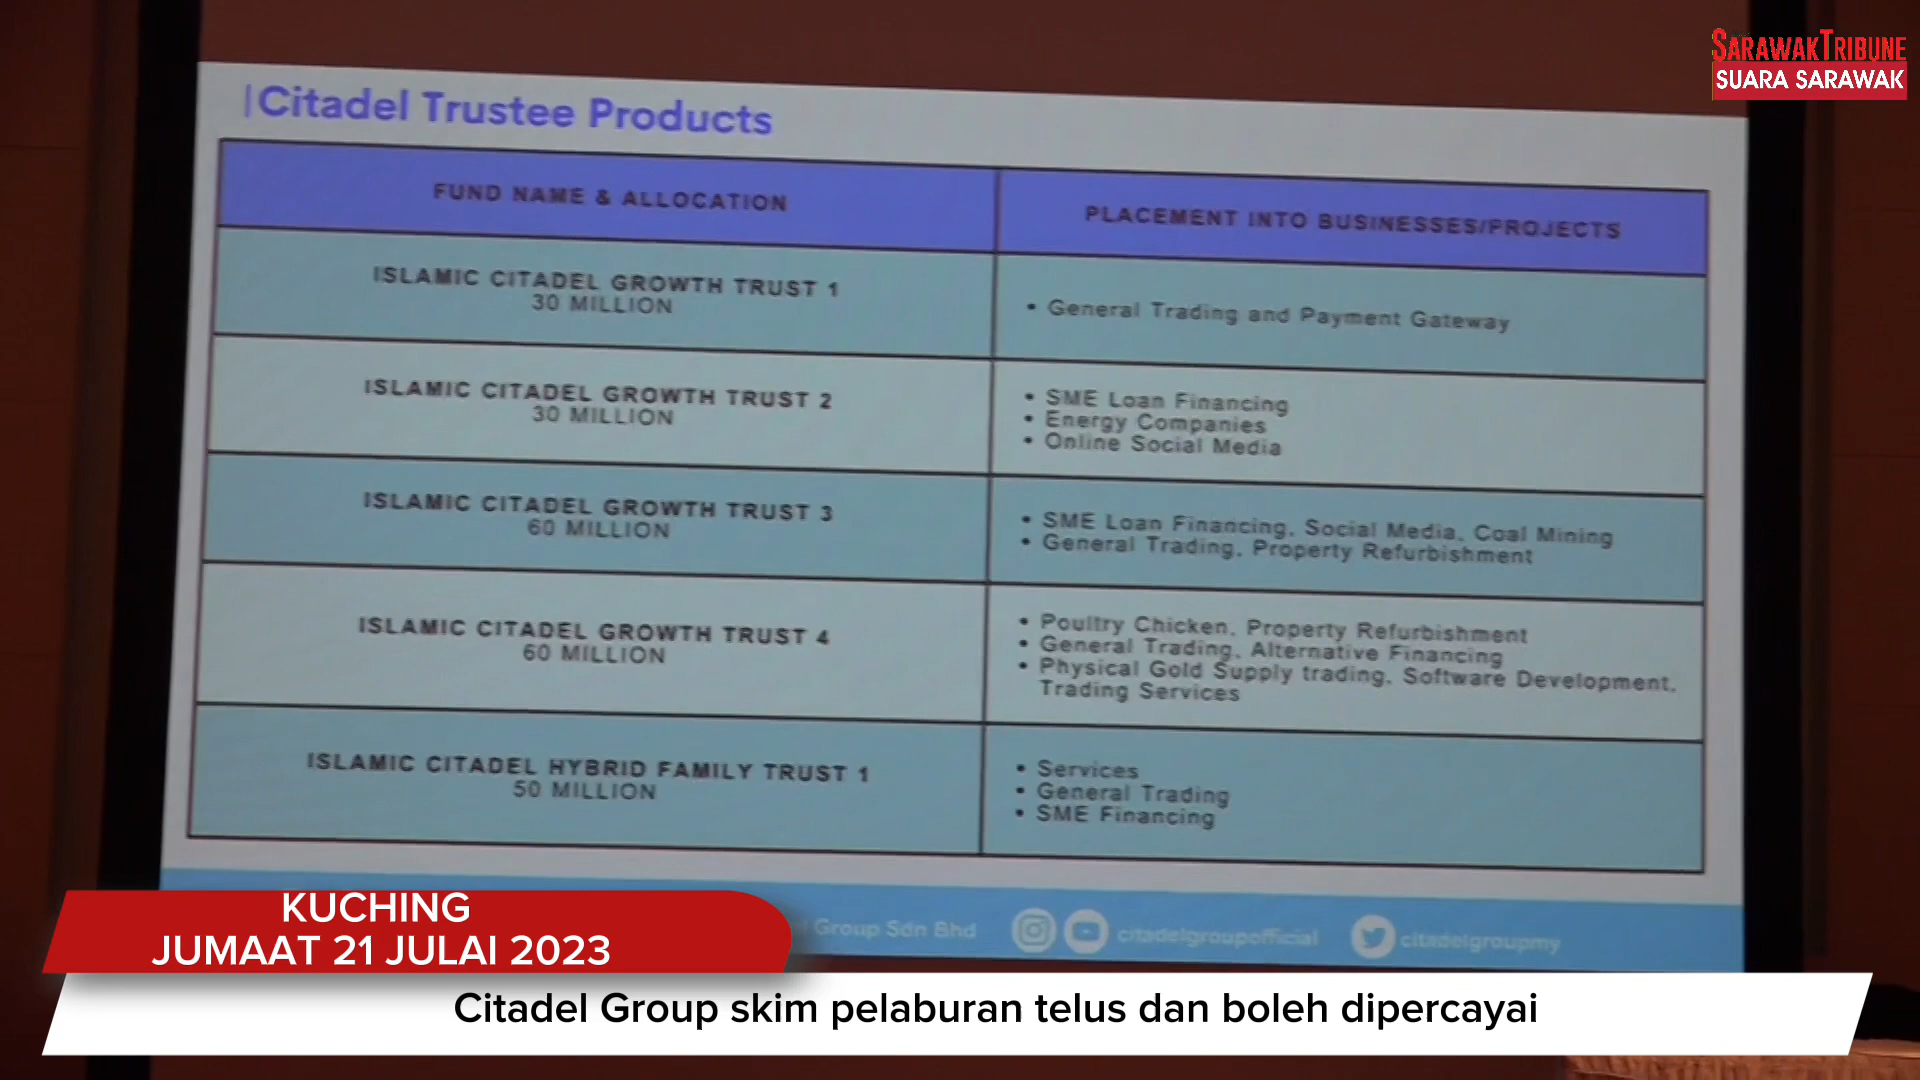 SARAWAK TRIBUNE
SUARA SARAWAK
Citadel Trustee Products
FUND NAME & ALLOCATION
PLACEMENT INTO BUSINESSES/PROJECTS
ISLAMIC CITADEL GROWTH TRUST 1
30 MILLION
• General Trading and Payment Gateway
ISLAMIC CITADEL GROWTH TRUST 2
30 MILLION
• SME Loan Financing
• Energy Companies
• Online Social Media
ISLAMIC CITADEL GROWTH TRUST 3
60 MILLION
• SME Loan Financing, Social Media, Coal Mining
• General Trading, Property Refurbishment
ISLAMIC CITADEL GROWTH TRUST 4
60 MILLION
• Poultry Chicken, Property Refurbishment
• General Trading, Alternative Financing
• Physical Gold Supply trading, Software Development,
Trading Services
ISLAMIC CITADEL HYBRID FAMILY TRUST 1
50 MILLION
• Services
• General Trading
• SME Financing
Group Sdn Bhd
citadelgroupofficial
citadelgroupmy
KUCHING
JUMAAT 21 JULAI 2023
Citadel Group skim pelaburan telus dan boleh dipercayai